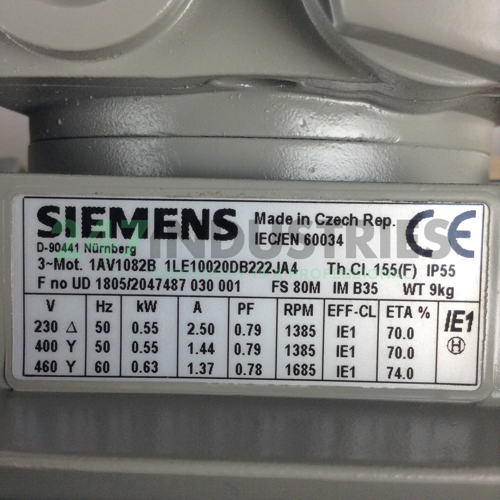 SIEMENS Made in Czech Rep. CE
D-90441 Nürnberg IEC/EN 60034
3~Mot. 1AV1082B 1LE10020DB222JA4 Th.Cl. 155(F) IP55
F no UD 1805/2047487 030 001 FS 80M IM B35 WT 9kg
V Hz kW A PF RPM EFF-CL ETA % IE1
230 Δ 50 0.55 2.50 0.79 1385 IE1 70.0 H
400 Y 50 0.55 1.44 0.79 1385 IE1 70.0
460 Y 60 0.63 1.37 0.78 1685 IE1 74.0